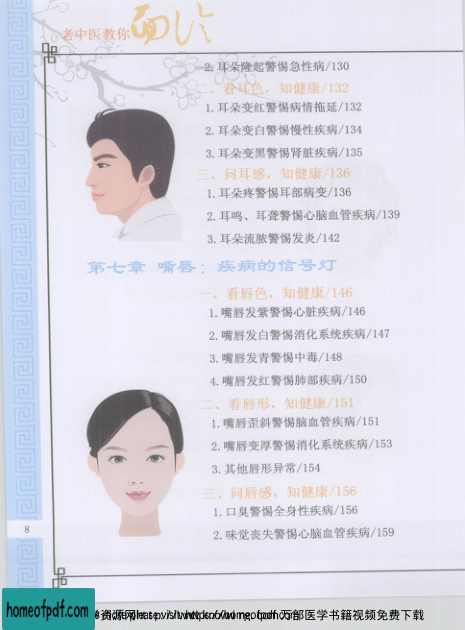 老中医教你面诊
2. 耳朵隆起警惕急性病/130
二、看耳色，知健康/132
1. 耳朵变红警惕病情拖延/132
2. 耳朵变白警惕慢性疾病/134
3. 耳朵变黑警惕肾脏疾病/135
三、问耳感，知健康/136
1. 耳朵疼警惕耳部病变/136
2. 耳鸣、耳聋警惕心脑血管疾病/139
3. 耳朵流脓警惕发炎/142
第七章 嘴唇：疾病的信号灯
一、看唇色，知健康/146
1. 嘴唇发紫警惕心脏疾病/146
2. 嘴唇发白警惕消化系统疾病/147
3. 嘴唇发青警惕中毒/148
4. 嘴唇发红警惕肺部疾病/150
二、看唇形，知健康/151
1. 嘴唇歪斜警惕脑血管疾病/151
2. 嘴唇变厚警惕消化系统疾病/153
3. 其他唇形异常/154
三、问唇感，知健康/156
1. 口臭警惕全身性疾病/156
2. 味觉丧失警惕心脑血管疾病/159
8
homeofpdf.com
资源网 万部医学书籍视频免费下载